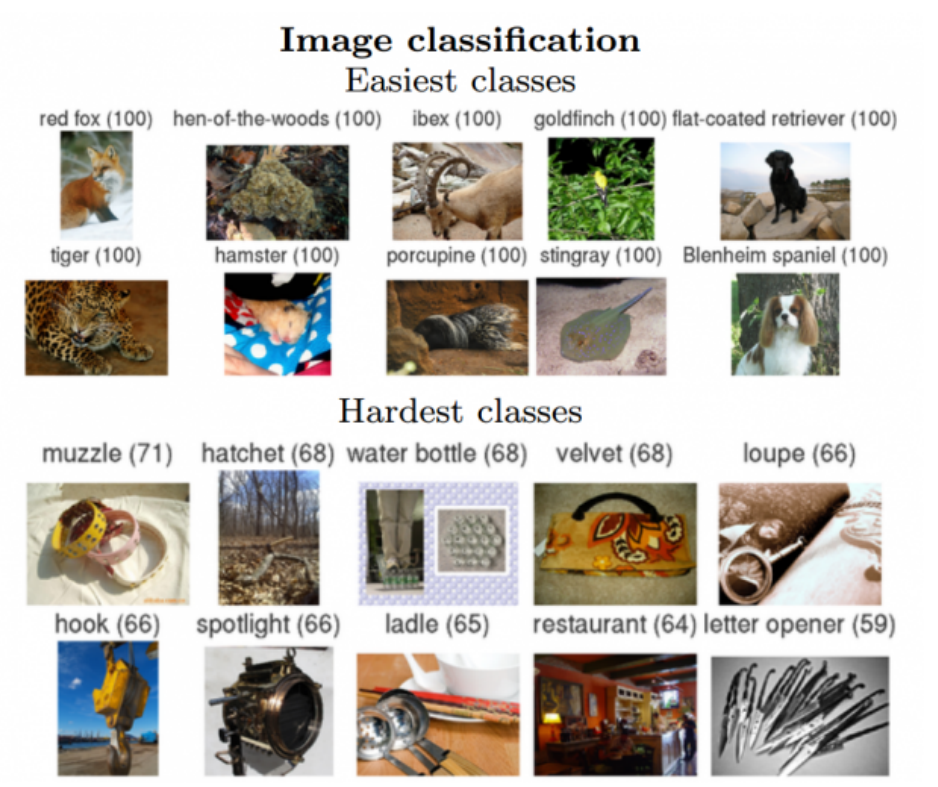 Image classification
Easiest classes
red fox (100) hen-of-the-woods (100) ibex (100) goldfinch (100) flat-coated retriever (100)
tiger (100) hamster (100) porcupine (100) stingray (100) Blenheim spaniel (100)
Hardest classes
muzzle (71) hatchet (68) water bottle (68) velvet (68) loupe (66)
hook (66) spotlight (66) ladle (65) restaurant (64) letter opener (59)